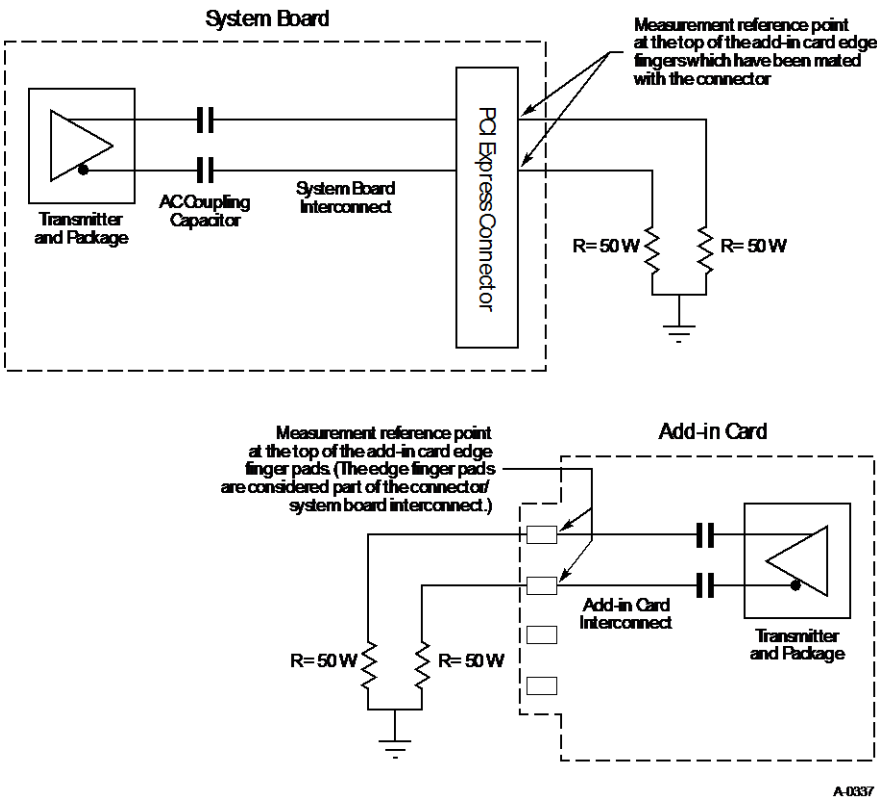 System Board
Measurement reference point
at the top of the add-in card edge
fingers which have been mated
with the connector
PCI Express Connector
Transmitter
and Package
AC Coupling
Capacitor
System Board
Interconnect
R= 50 W
R= 50 W
Measurement reference point
at the top of the add-in card edge
finger pads. (The edge finger pads
are considered part of the connector/
system board interconnect.)
Add-in Card
Add-in Card
Interconnect
Transmitter
and Package
R= 50 W
R= 50 W
A-0337